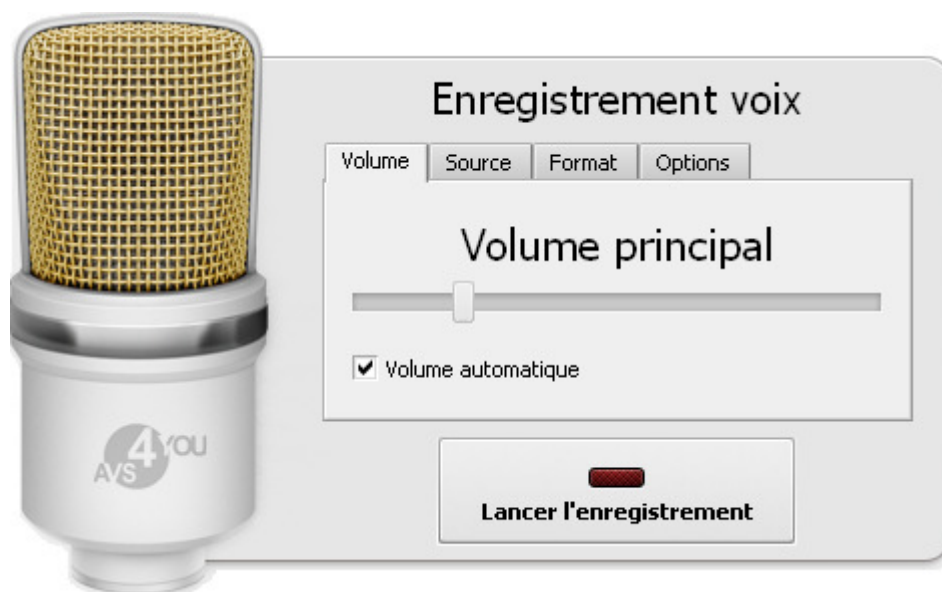 Enregistrement voix
Volume Source Format Options
Volume principal
Volume automatique
AVS4YOU
Lancer l'enregistrement